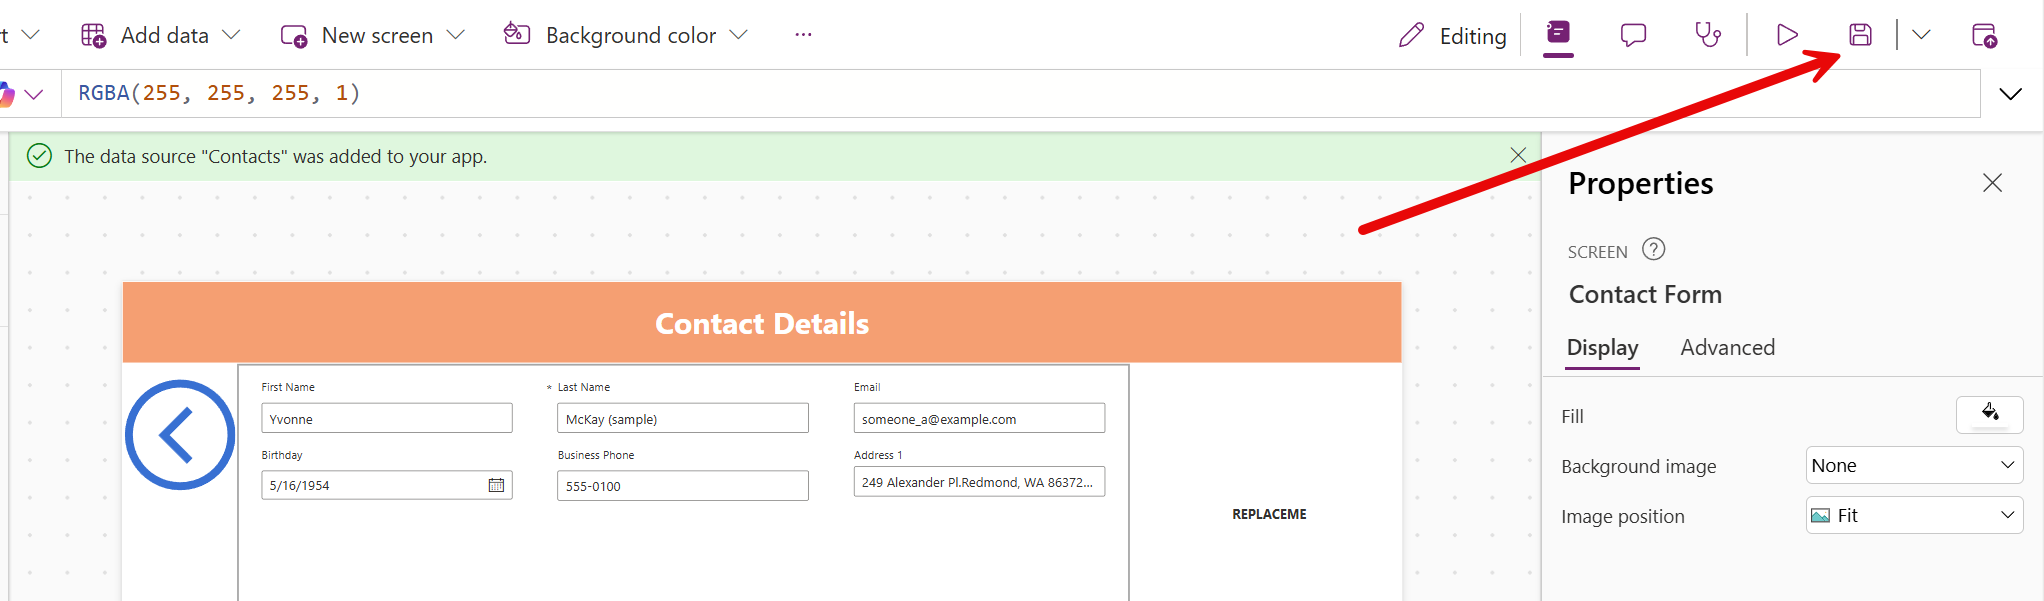 t Add data New screen Background color ... Editing
RGBA(255, 255, 255, 1)
The data source "Contacts" was added to your app.
Properties
SCREEN ?
Contact Form
Display Advanced
Fill
Background image None
Image position Fit
Contact Details
First Name * Last Name Email
Yvonne McKay (sample) someone_a@example.com
Birthday Business Phone Address 1
5/16/1954 555-0100 249 Alexander Pl.Redmond, WA 86372...
REPLACEME